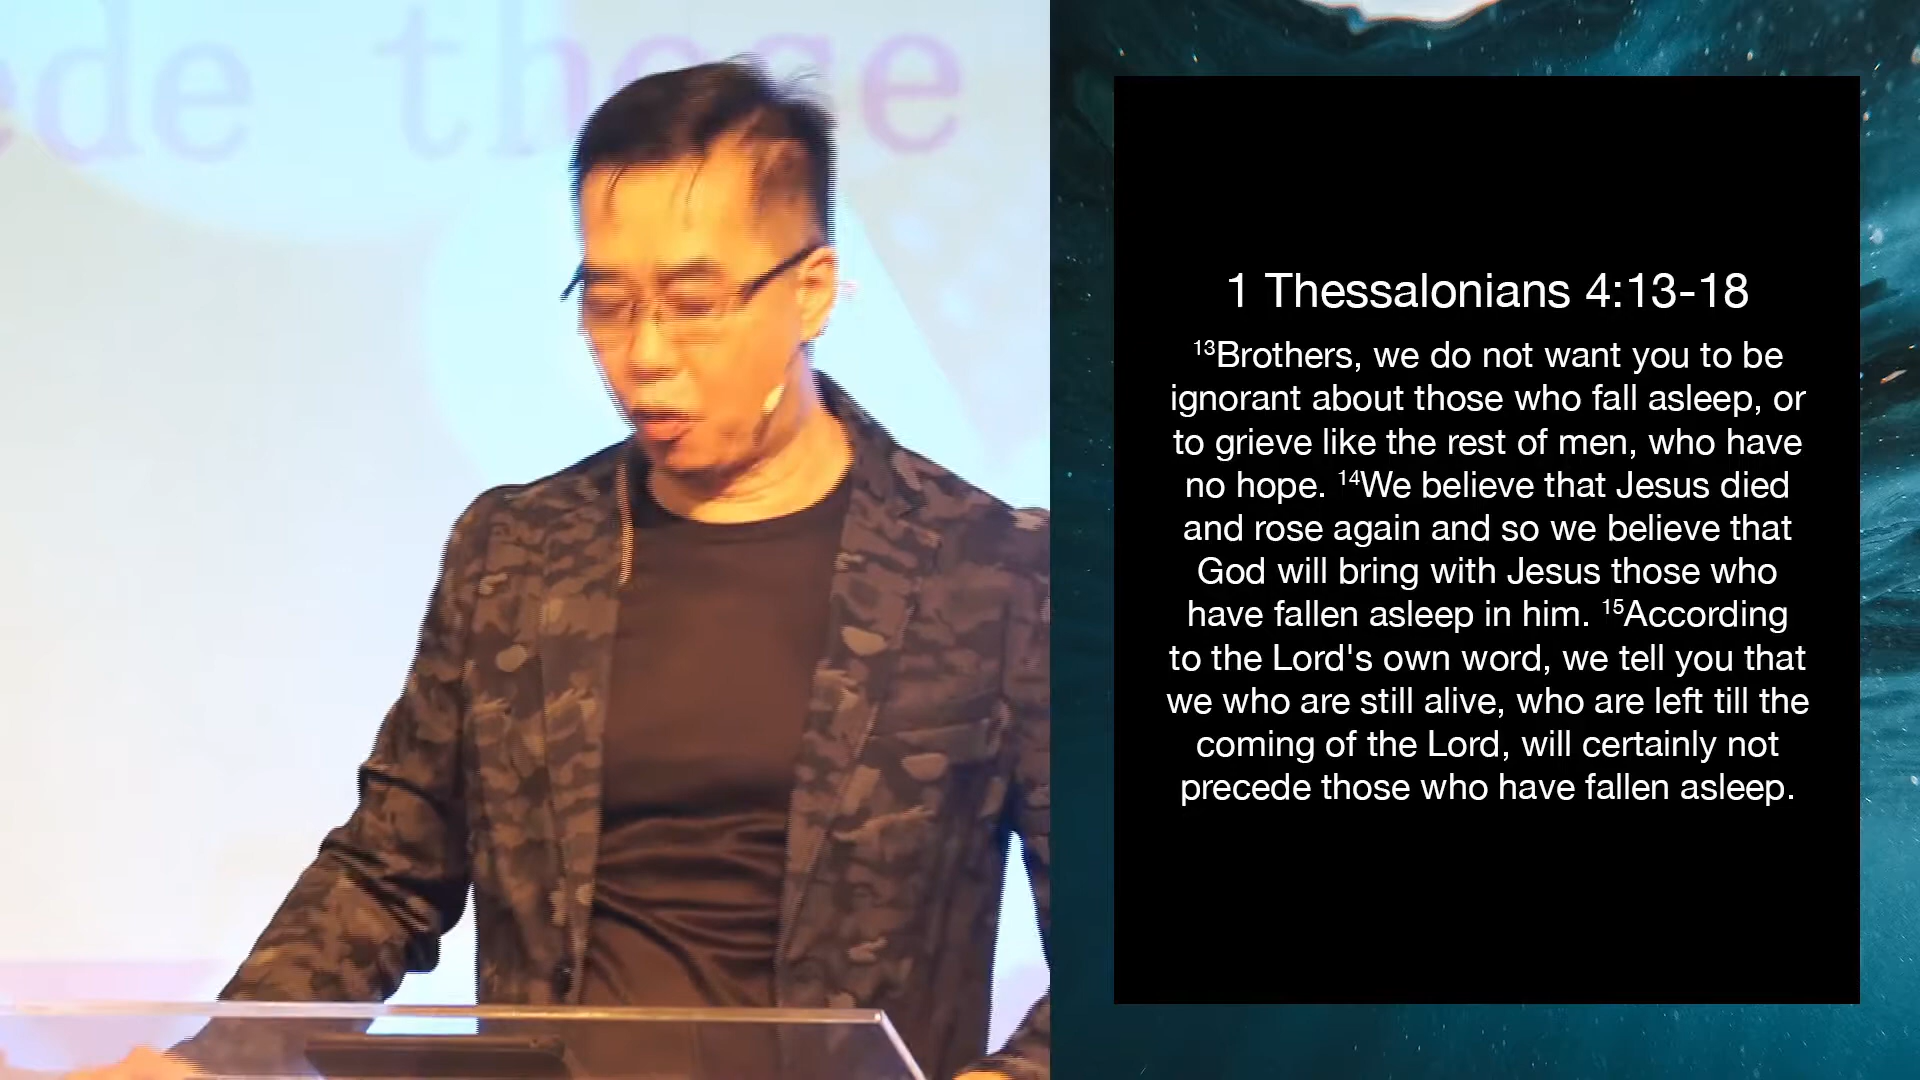 ede those
1 Thessalonians 4:13-18
¹³Brothers, we do not want you to be
ignorant about those who fall asleep, or
to grieve like the rest of men, who have
no hope. ¹⁴We believe that Jesus died
and rose again and so we believe that
God will bring with Jesus those who
have fallen asleep in him. ¹⁵According
to the Lord's own word, we tell you that
we who are still alive, who are left till the
coming of the Lord, will certainly not
precede those who have fallen asleep.